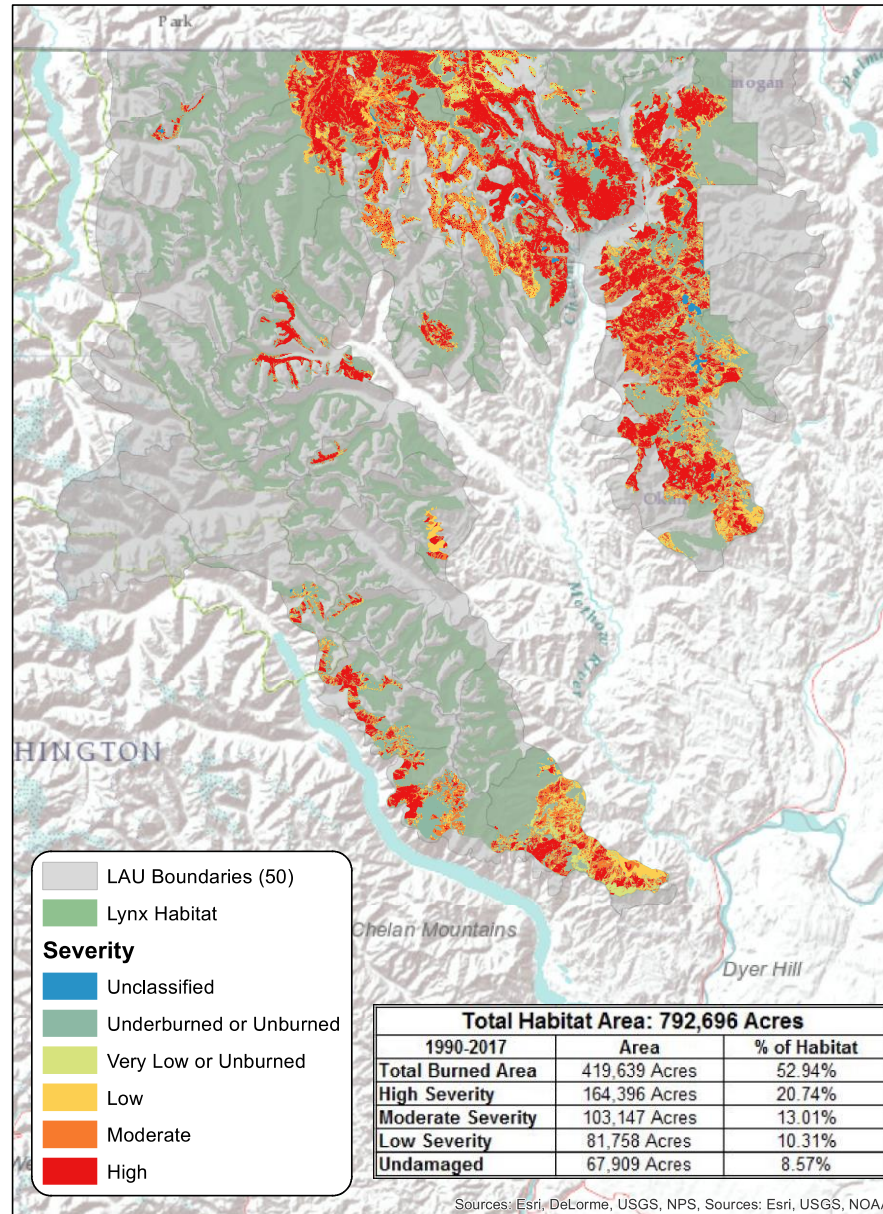 Park
mogan
Methow River
HINGTON
Chelan Mountains
Dyer Hill
LAU Boundaries (50)
Lynx Habitat
Severity
Unclassified
Underburned or Unburned
Very Low or Unburned
Low
Moderate
High
Total Habitat Area: 792,696 Acres
1990-2017 Area % of Habitat
Total Burned Area 419,639 Acres 52.94%
High Severity 164,396 Acres 20.74%
Moderate Severity 103,147 Acres 13.01%
Low Severity 81,758 Acres 10.31%
Undamaged 67,909 Acres 8.57%
Sources: Esri, DeLorme, USGS, NPS, Sources: Esri, USGS, NOAA